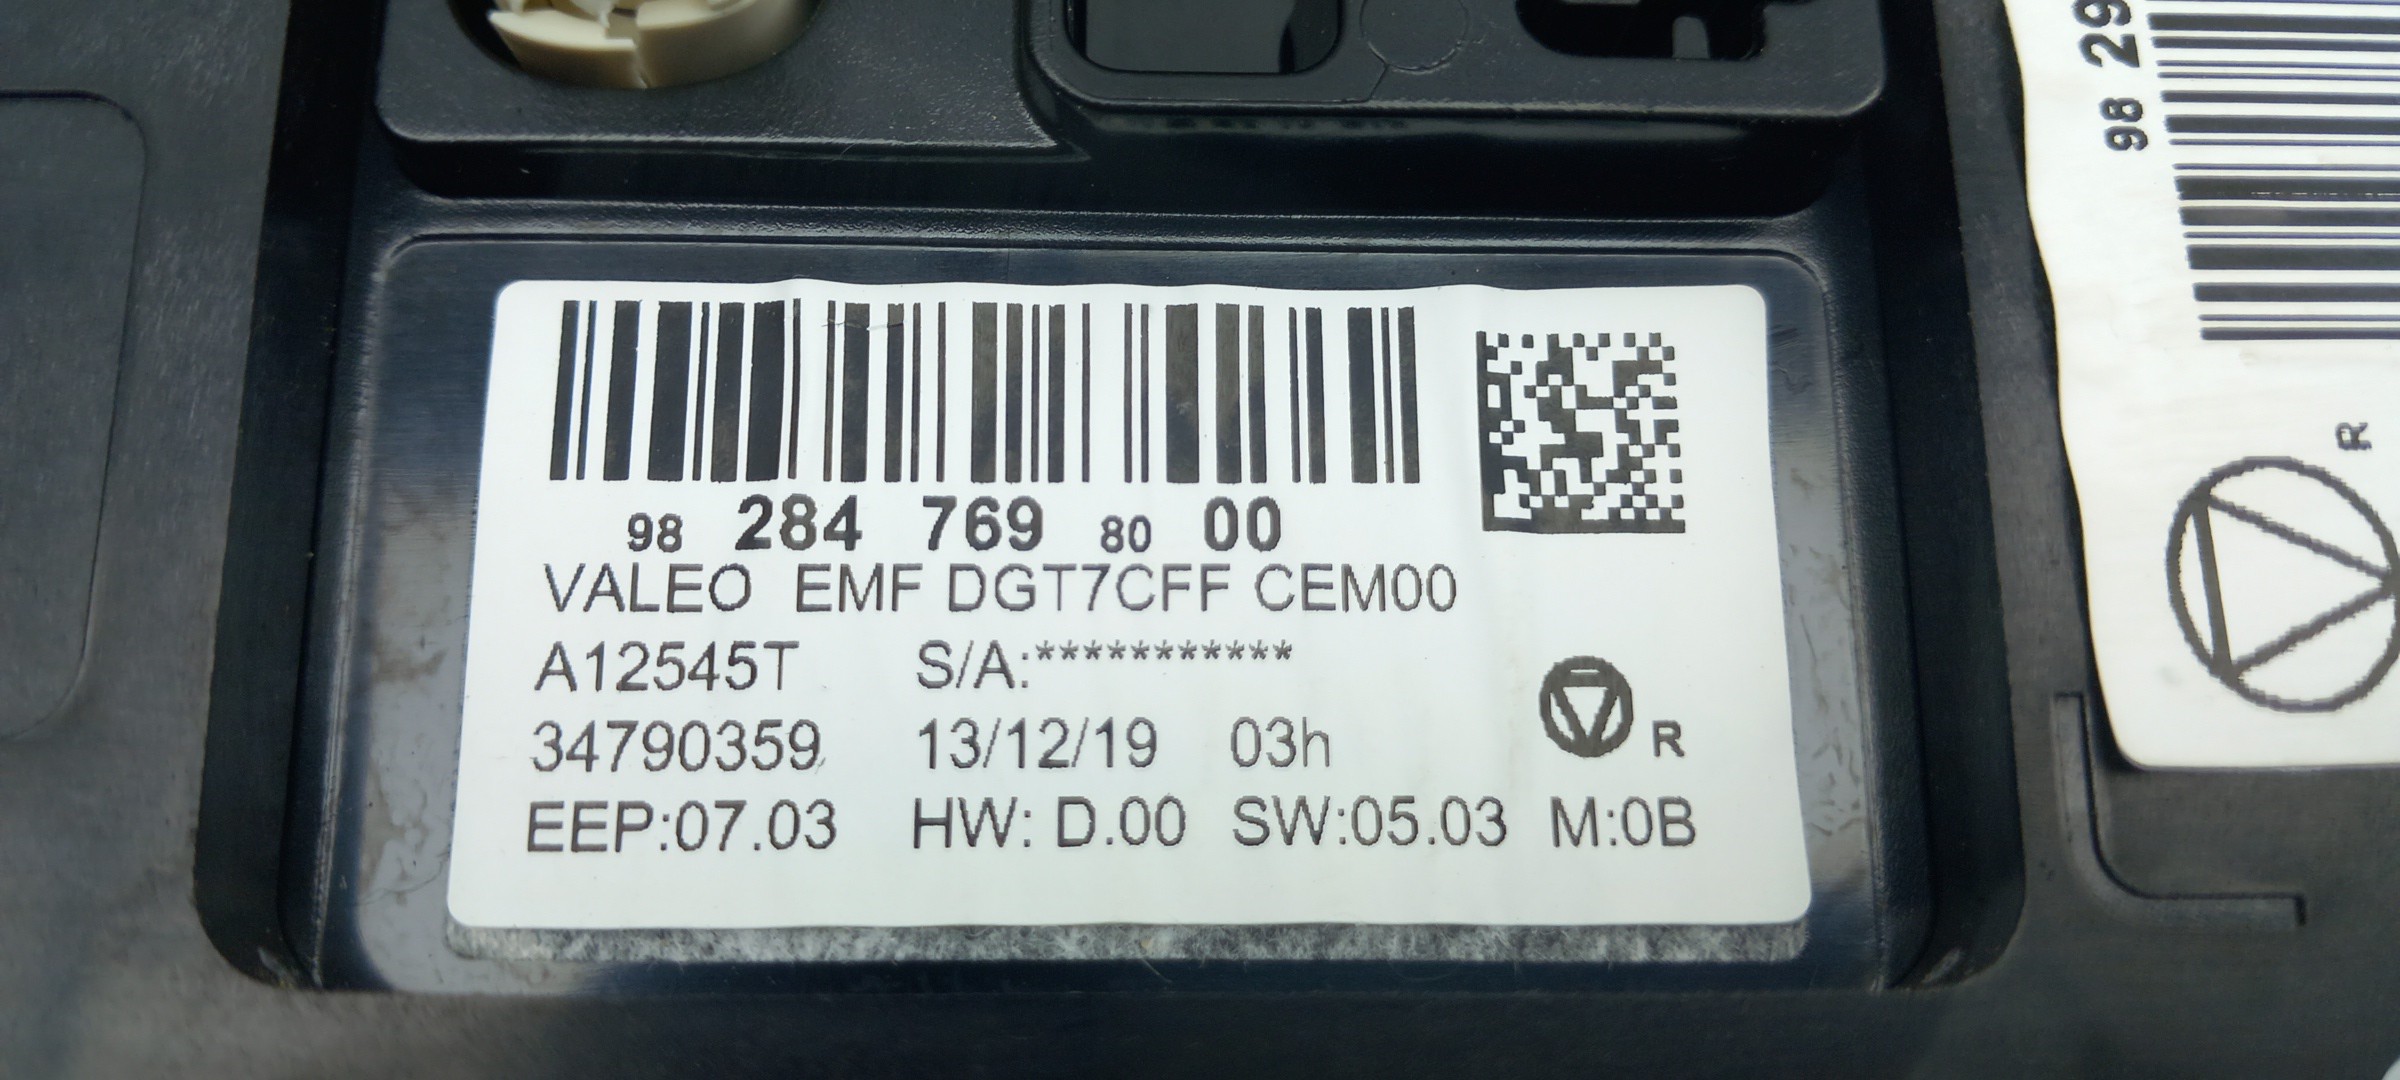 98 284 769 80 00
VALEO EMF DGT7CFF CEM00
A12545T S/A:***********
34790359 13/12/19 03h
R
EEP:07.03 HW: D.00 SW:05.03 M:0B
98 29
R